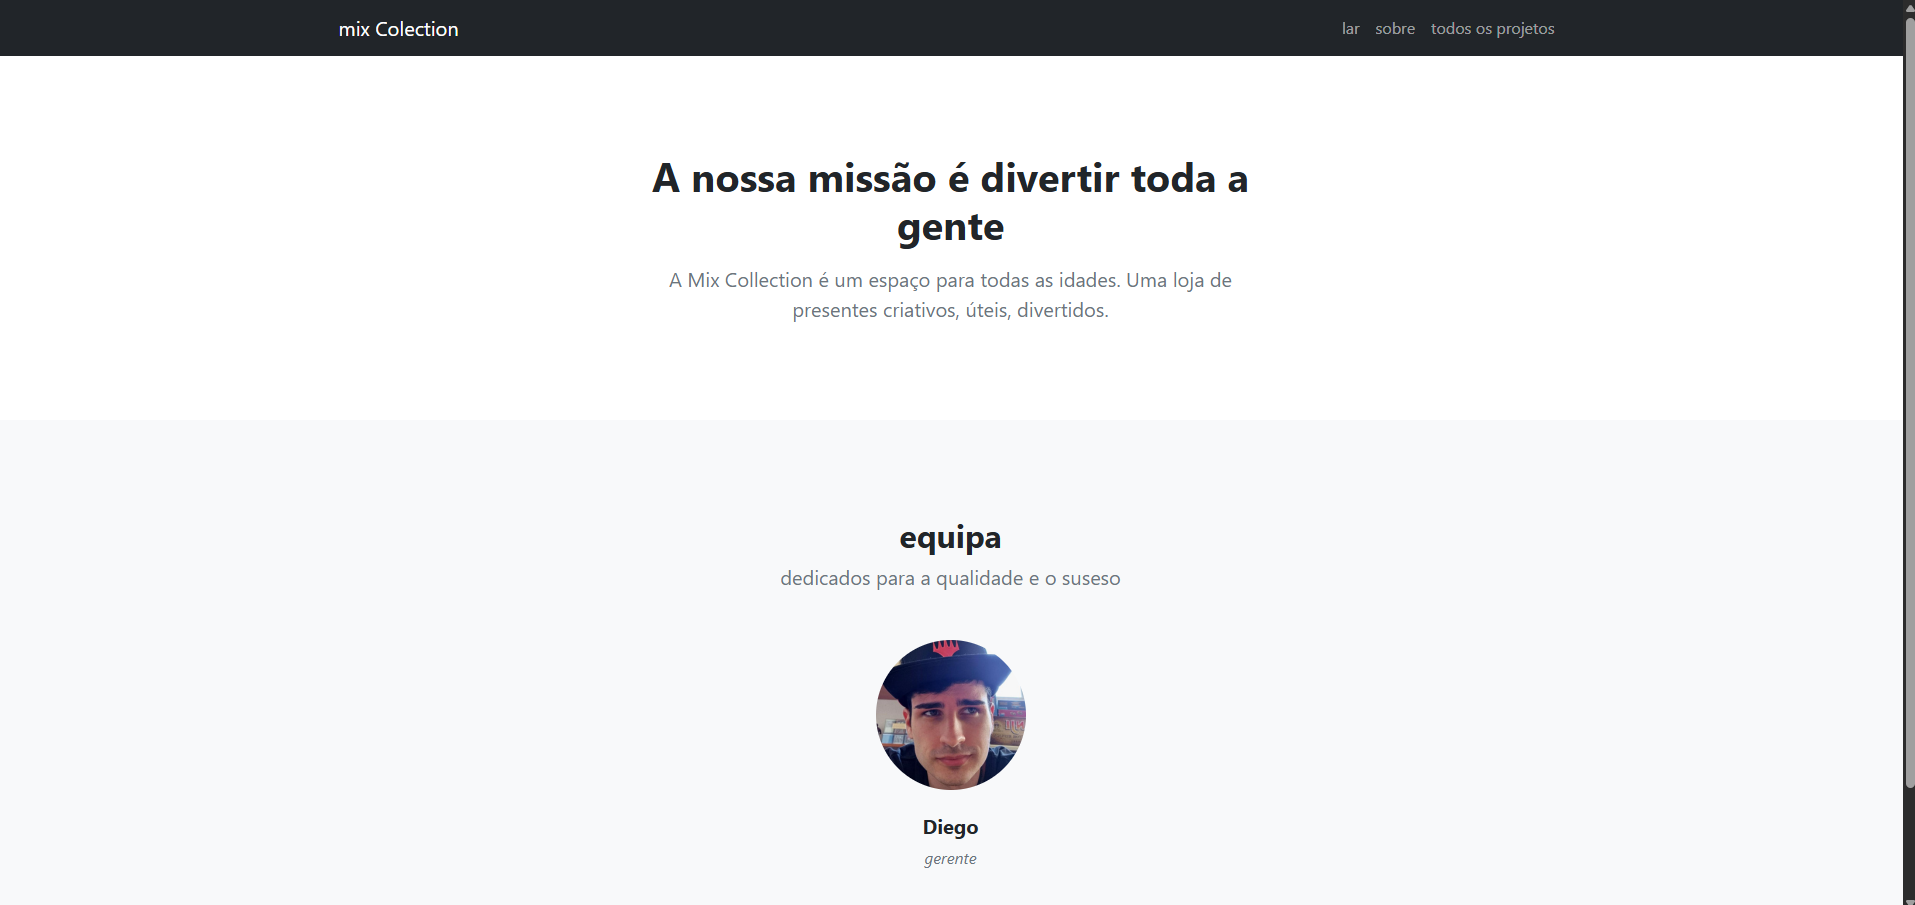 mix Colection
lar sobre todos os projetos
A nossa missão é divertir toda a
gente
A Mix Collection é um espaço para todas as idades. Uma loja de
presentes criativos, úteis, divertidos.
equipa
dedicados para a qualidade e o suseso
Diego
gerente